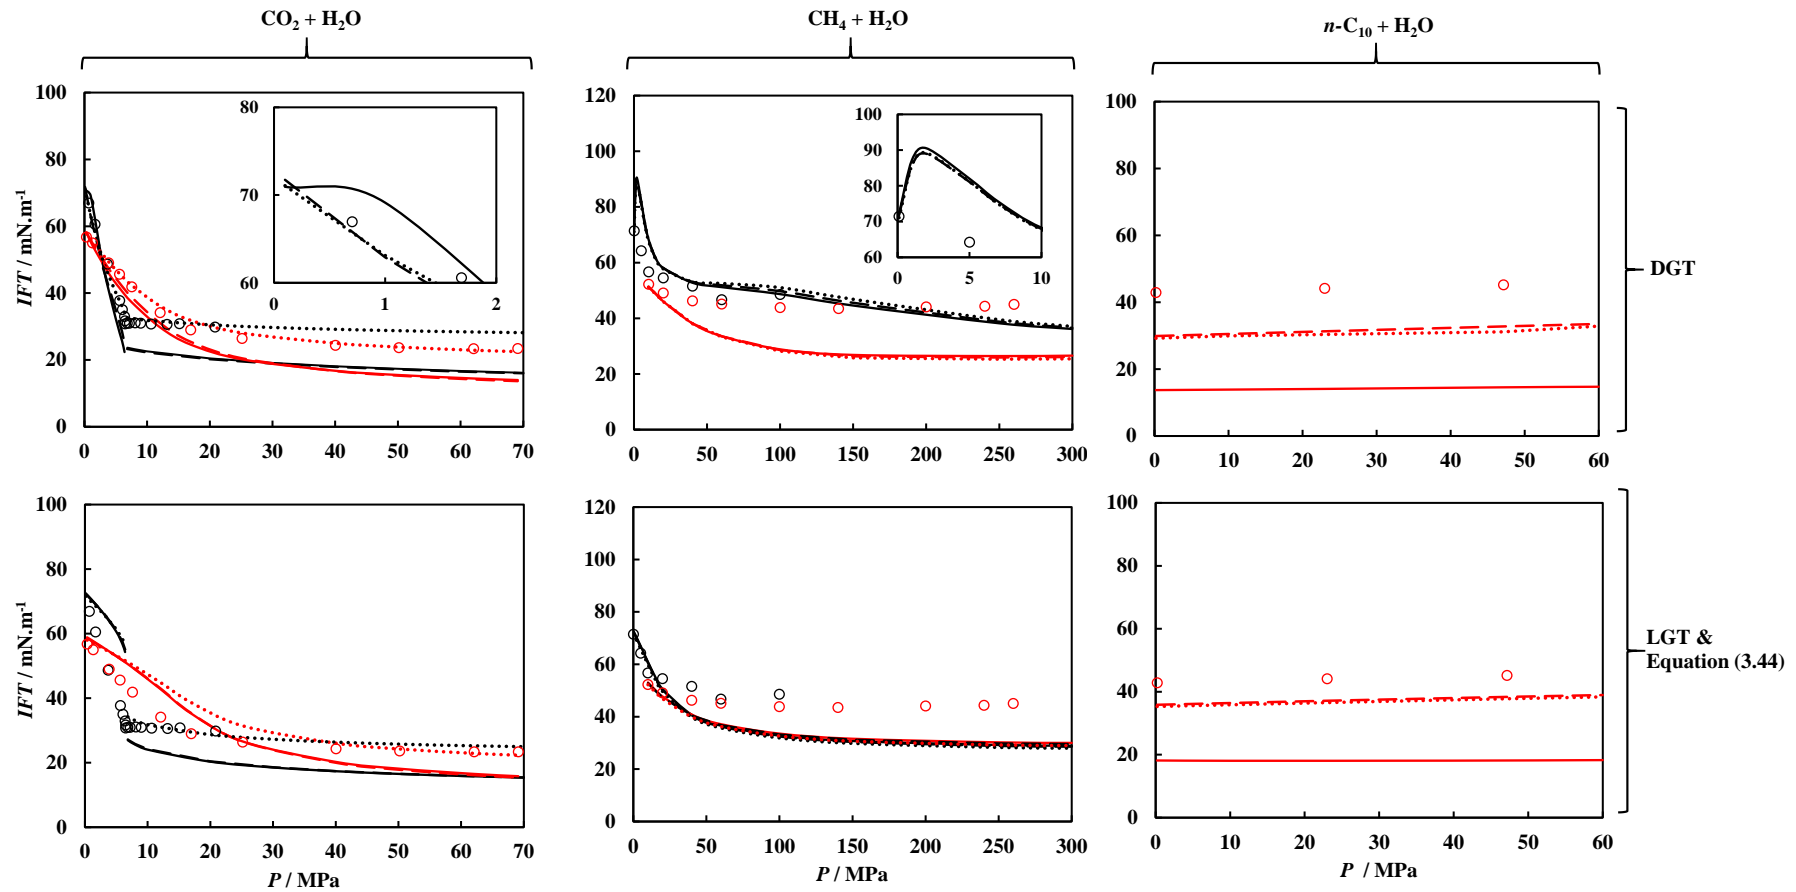 CO₂ + H₂O
CH₄ + H₂O
n-C₁₀ + H₂O
IFT / mN.m⁻¹
100
80
60
40
20
0
0 10 20 30 40 50 60 70
80
70
60
0 1 2
120
100
80
60
40
20
0
0 50 100 150 200 250 300
100
90
80
70
60
0 5 10
100
80
60
40
20
0
0 10 20 30 40 50 60
DGT
IFT / mN.m⁻¹
100
80
60
40
20
0
0 10 20 30 40 50 60 70
P / MPa
120
100
80
60
40
20
0
0 50 100 150 200 250 300
P / MPa
100
80
60
40
20
0
0 10 20 30 40 50 60
P / MPa
LGT &
Equation (3.44)